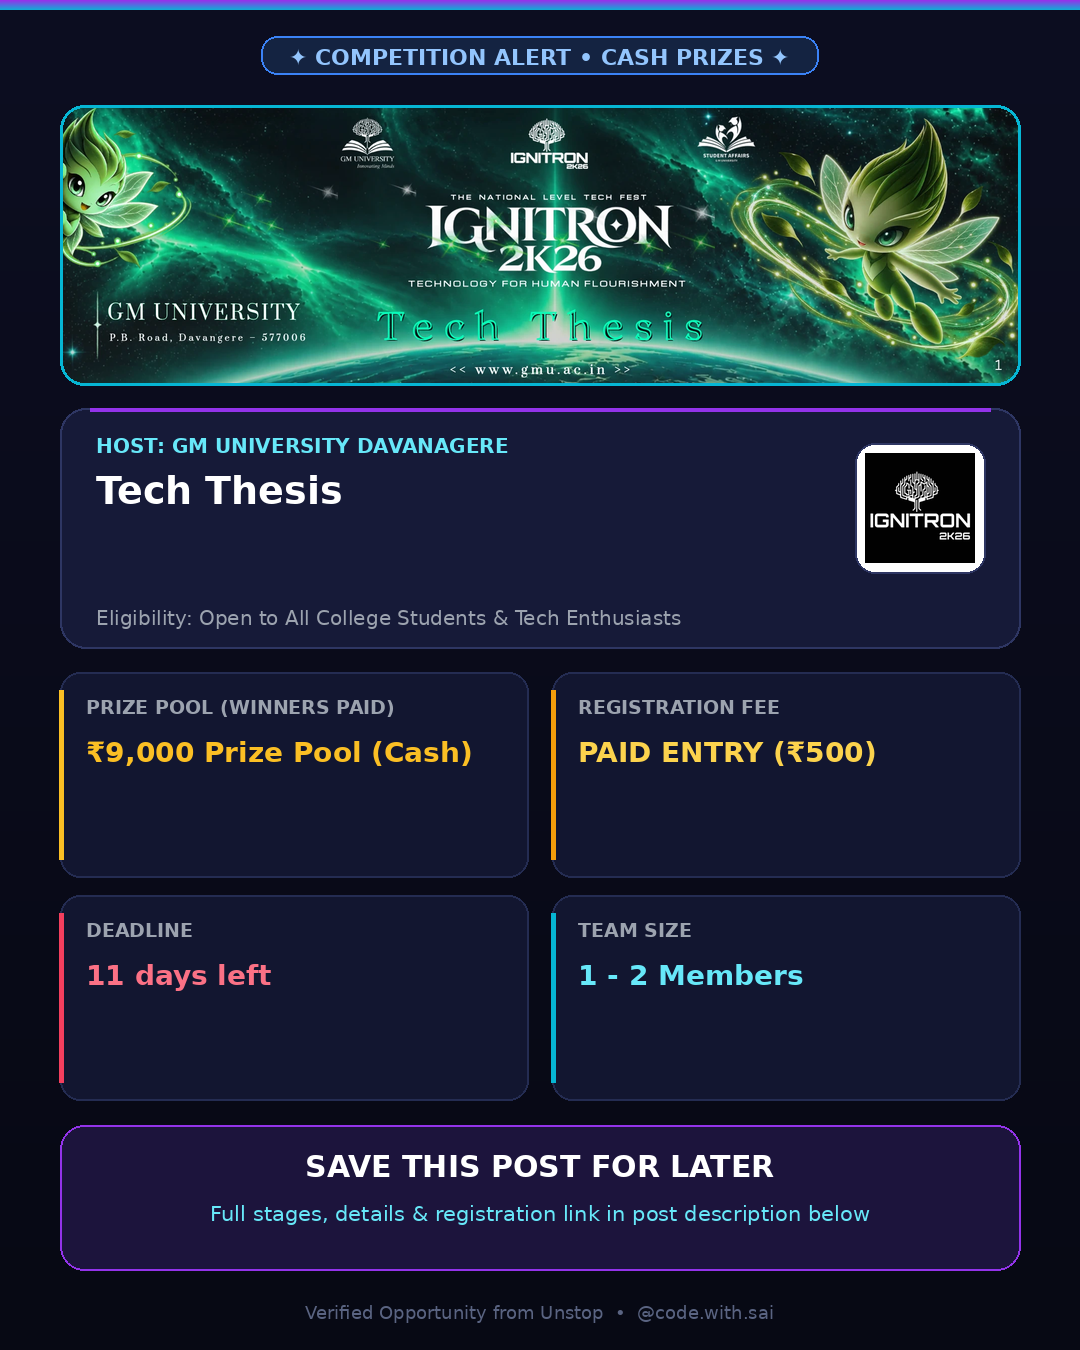 ✦ COMPETITION ALERT • CASH PRIZES ✦
GM UNIVERSITY
Innovating Minds
IGNITRON
2K26
STUDENT AFFAIRS
THE NATIONAL LEVEL TECH FEST
IGNITRON
2K26
TECHNOLOGY FOR HUMAN FLOURISHMENT
GM UNIVERSITY
P.B. Road, Davangere - 577006
Tech Thesis
<< www.gmu.ac.in >>
1
HOST: GM UNIVERSITY DAVANAGERE
Tech Thesis
IGNITRON
2K26
Eligibility: Open to All College Students & Tech Enthusiasts
PRIZE POOL (WINNERS PAID)
₹9,000 Prize Pool (Cash)
REGISTRATION FEE
PAID ENTRY (₹500)
DEADLINE
11 days left
TEAM SIZE
1 - 2 Members
SAVE THIS POST FOR LATER
Full stages, details & registration link in post description below
Verified Opportunity from Unstop • @code.with.sai